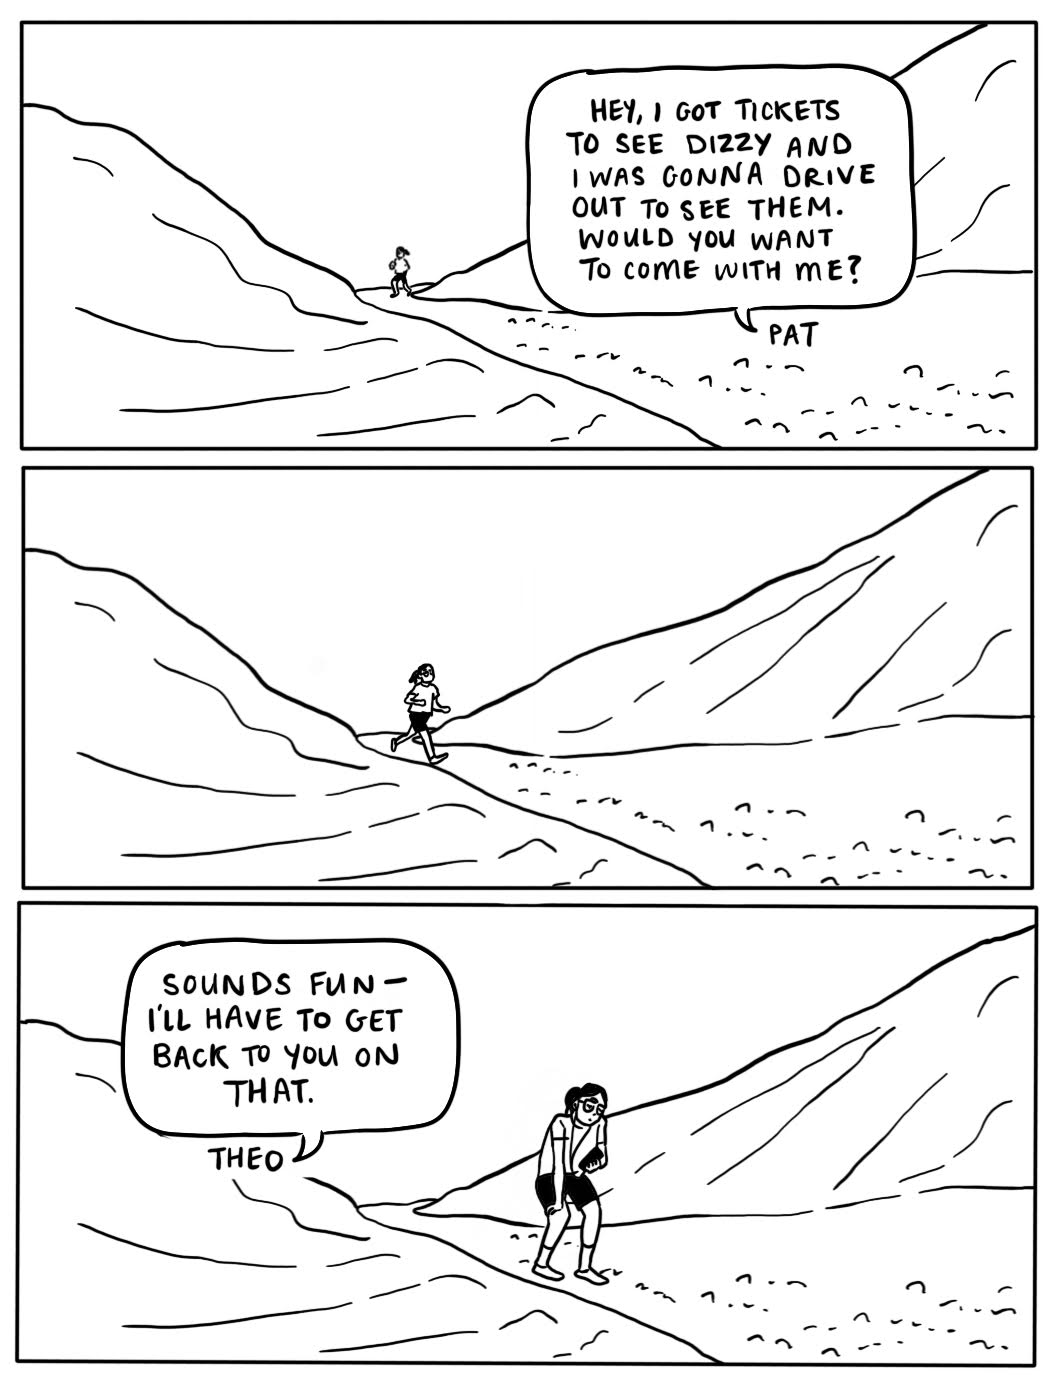 HEY, I GOT TICKETS
TO SEE DIZZY AND
I WAS GONNA DRIVE
OUT TO SEE THEM.
WOULD YOU WANT
TO COME WITH ME?
PAT
SOUNDS FUN —
I'LL HAVE TO GET
BACK TO YOU ON
THAT.
THEO